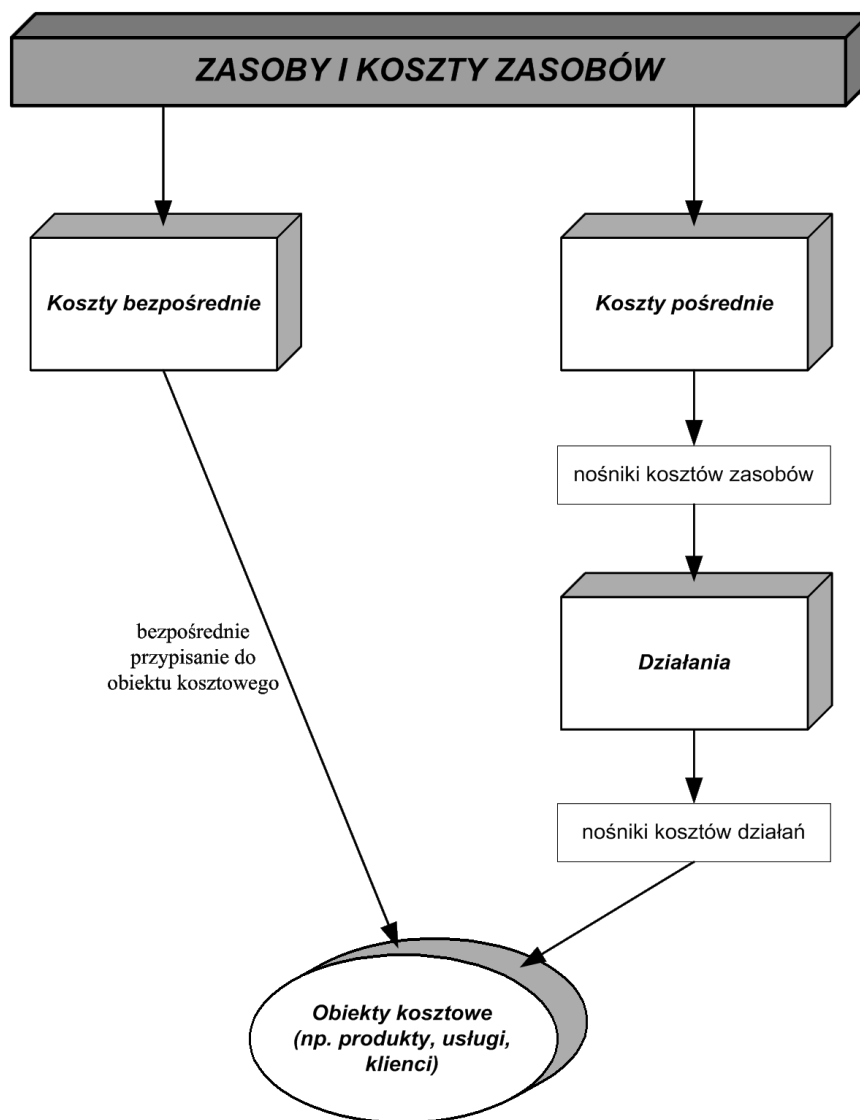 ZASOBY I KOSZTY ZASOBÓW
Koszty bezpośrednie
Koszty pośrednie
nośniki kosztów zasobów
bezpośrednie
przypisanie do
obiektu kosztowego
Działania
nośniki kosztów działań
Obiekty kosztowe
(np. produkty, usługi,
klienci)